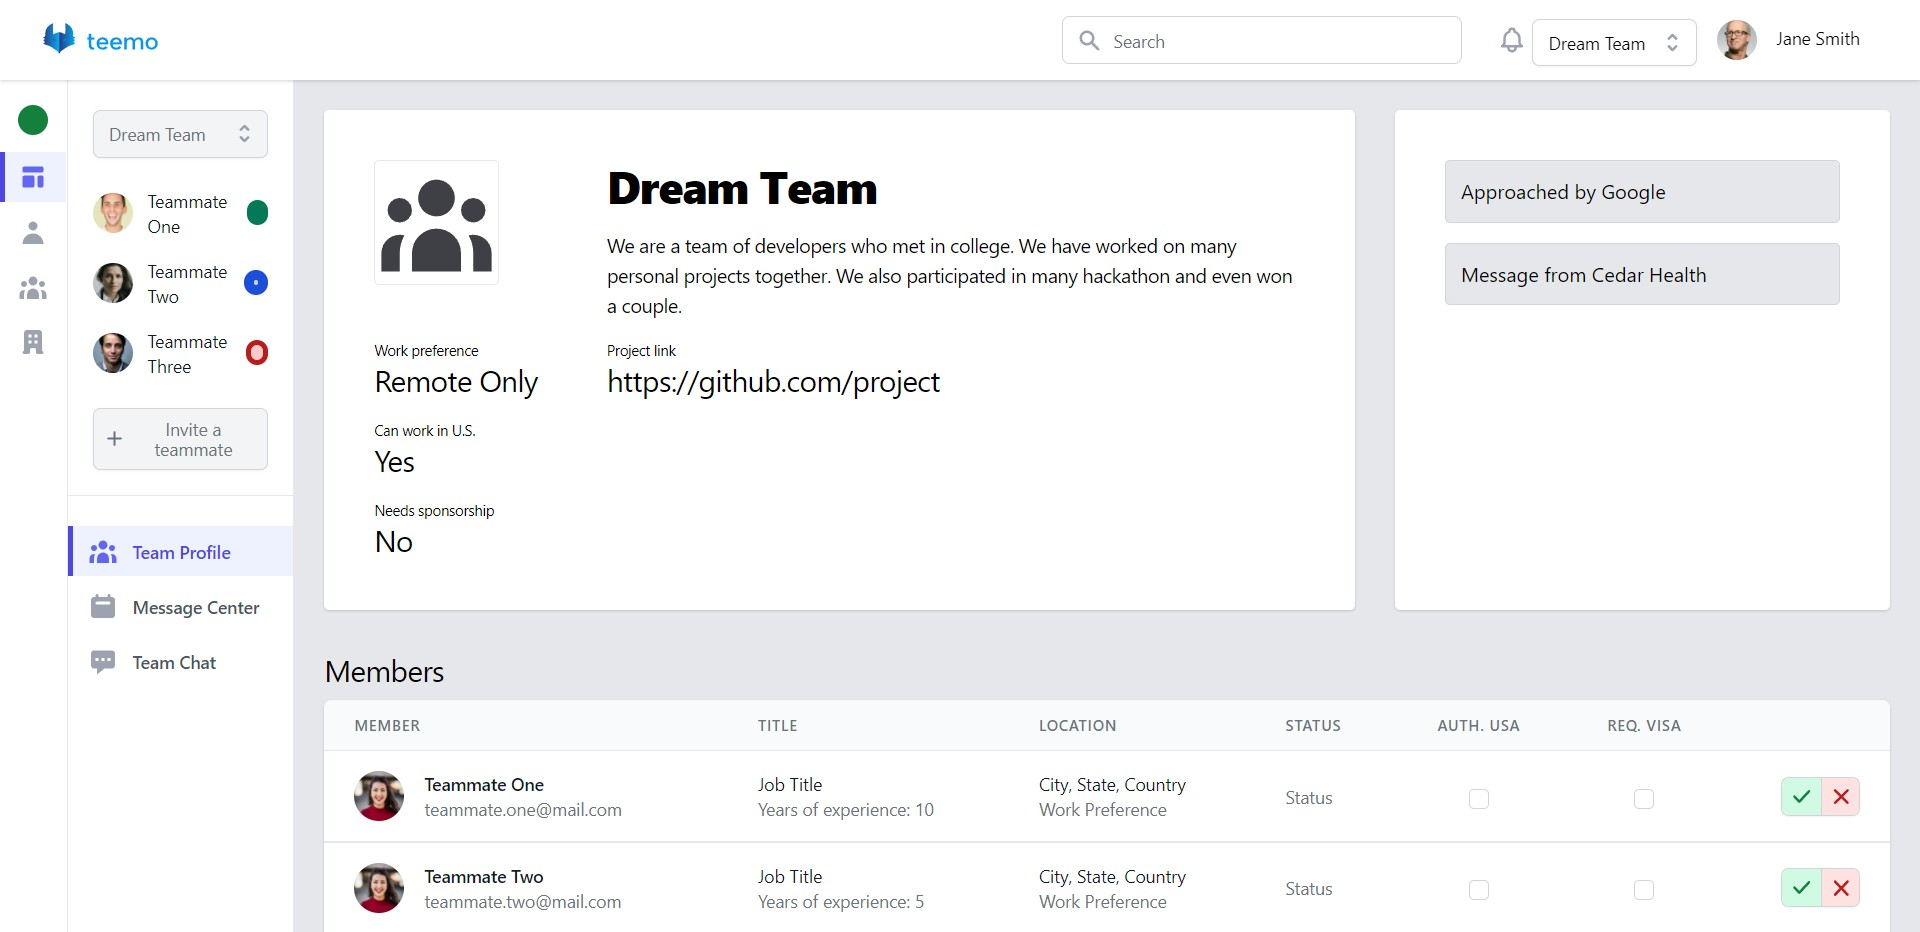 teemo
Search
Dream Team
Jane Smith
Dream Team
Teammate
One
Teammate
Two
Teammate
Three
Invite a
teammate
Team Profile
Message Center
Team Chat
Dream Team
We are a team of developers who met in college. We have worked on many
personal projects together. We also participated in many hackathon and even won
a couple.
Work preference
Remote Only
Project link
https://github.com/project
Can work in U.S.
Yes
Needs sponsorship
No
Approached by Google
Message from Cedar Health
Members
MEMBER TITLE LOCATION STATUS AUTH. USA REQ. VISA
Teammate One Job Title City, State, Country
teammate.one@mail.com Years of experience: 10 Work Preference
Status
Teammate Two Job Title City, State, Country
teammate.two@mail.com Years of experience: 5 Work Preference
Status